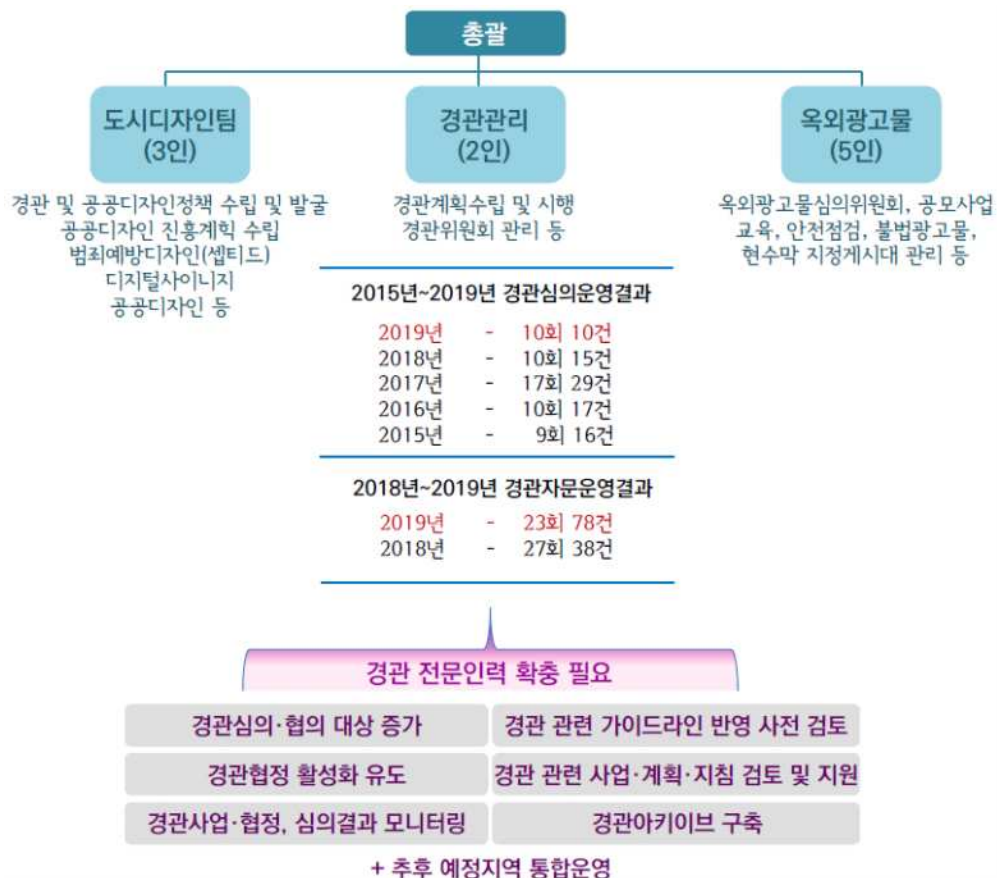 총괄
도시디자인팀
(3인)
경관 및 공공디자인정책 수립 및 발굴
공공디자인 진흥계획 수립
범죄예방디자인(셉티드)
디지털사이니지
공공디자인 등
경관관리
(2인)
경관계획수립 및 시행
경관위원회 관리 등
옥외광고물
(5인)
옥외광고물심의위원회, 공모사업
교육, 안전점검, 불법광고물,
현수막 지정게시대 관리 등
2015년~2019년 경관심의운영결과
2019년 - 10회 10건
2018년 - 10회 15건
2017년 - 17회 29건
2016년 - 10회 17건
2015년 - 9회 16건
2018년~2019년 경관자문운영결과
2019년 - 23회 78건
2018년 - 27회 38건
경관 전문인력 확충 필요
경관심의·협의 대상 증가
경관 관련 가이드라인 반영 사전 검토
경관협정 활성화 유도
경관 관련 사업·계획·지침 검토 및 지원
경관사업·협정, 심의결과 모니터링
경관아키이브 구축
+ 추후 예정지역 통합운영